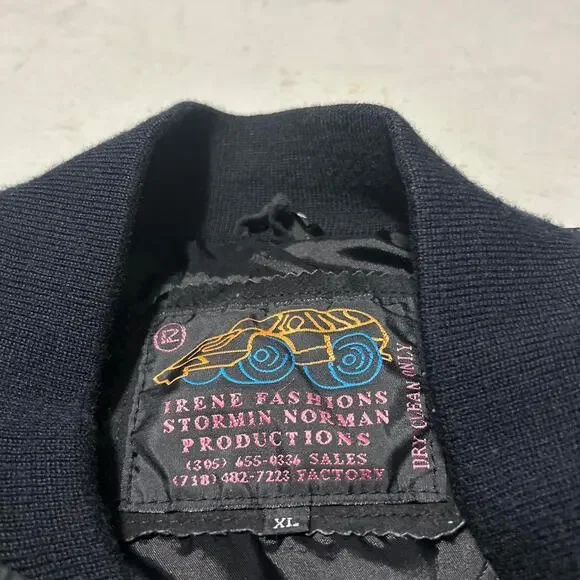 IRENE FASHIONS
STORMIN NORMAN
PRODUCTIONS
(305) 655-0336 SALES
(718) 482-7223 FACTORY
DRY CLEAN ONLY
XL